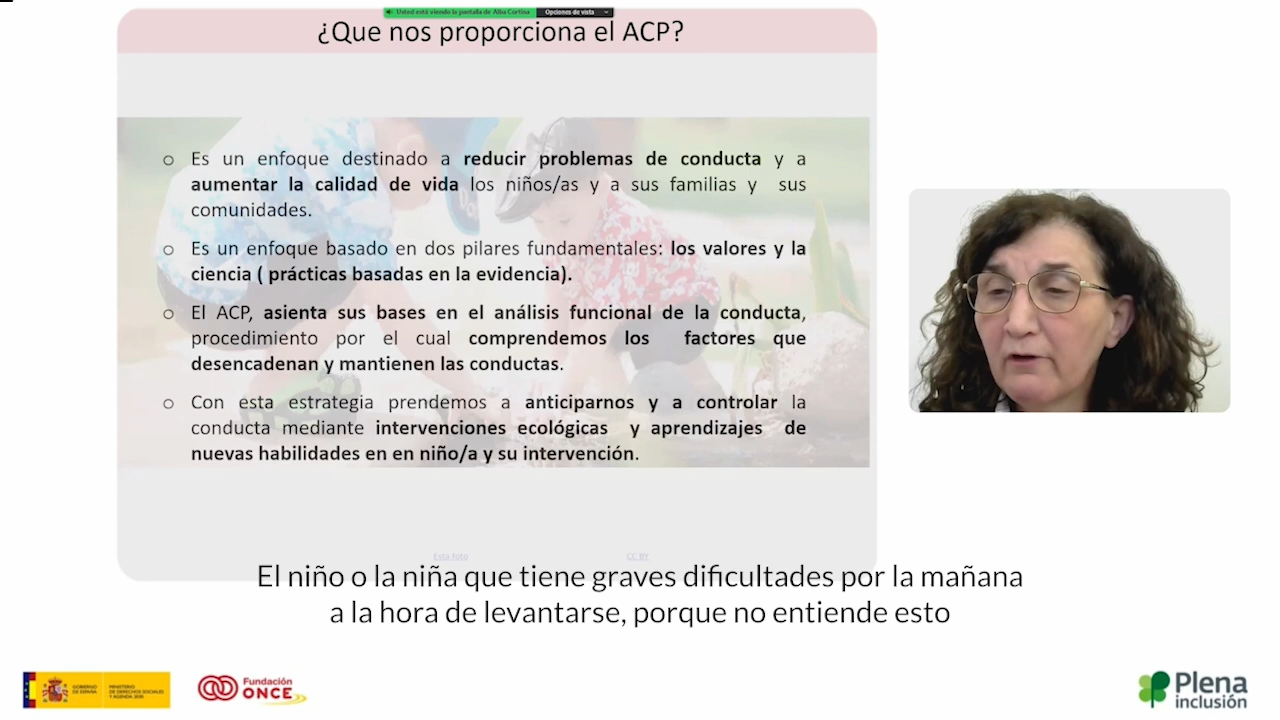 Usted está viendo la pantalla de Alba Cortina
Opciones de vista
¿Que nos proporciona el ACP?
o Es un enfoque destinado a reducir problemas de conducta y a
aumentar la calidad de vida los niños/as y a sus familias y sus
comunidades.
o Es un enfoque basado en dos pilares fundamentales: los valores y la
ciencia ( prácticas basadas en la evidencia).
o El ACP, asienta sus bases en el análisis funcional de la conducta,
procedimiento por el cual comprendemos los factores que
desencadenan y mantienen las conductas.
o Con esta estrategia prendemos a anticiparnos y a controlar la
conducta mediante intervenciones ecológicas y aprendizajes de
nuevas habilidades en en niño/a y su intervención.
Esta foto
CC BY
El niño o la niña que tiene graves dificultades por la mañana
a la hora de levantarse, porque no entiende esto
GOBIERNO
DE ESPAÑA
MINISTERIO
DE DERECHOS SOCIALES
Y AGENDA 2030
Fundación
ONCE
Plena
inclusión